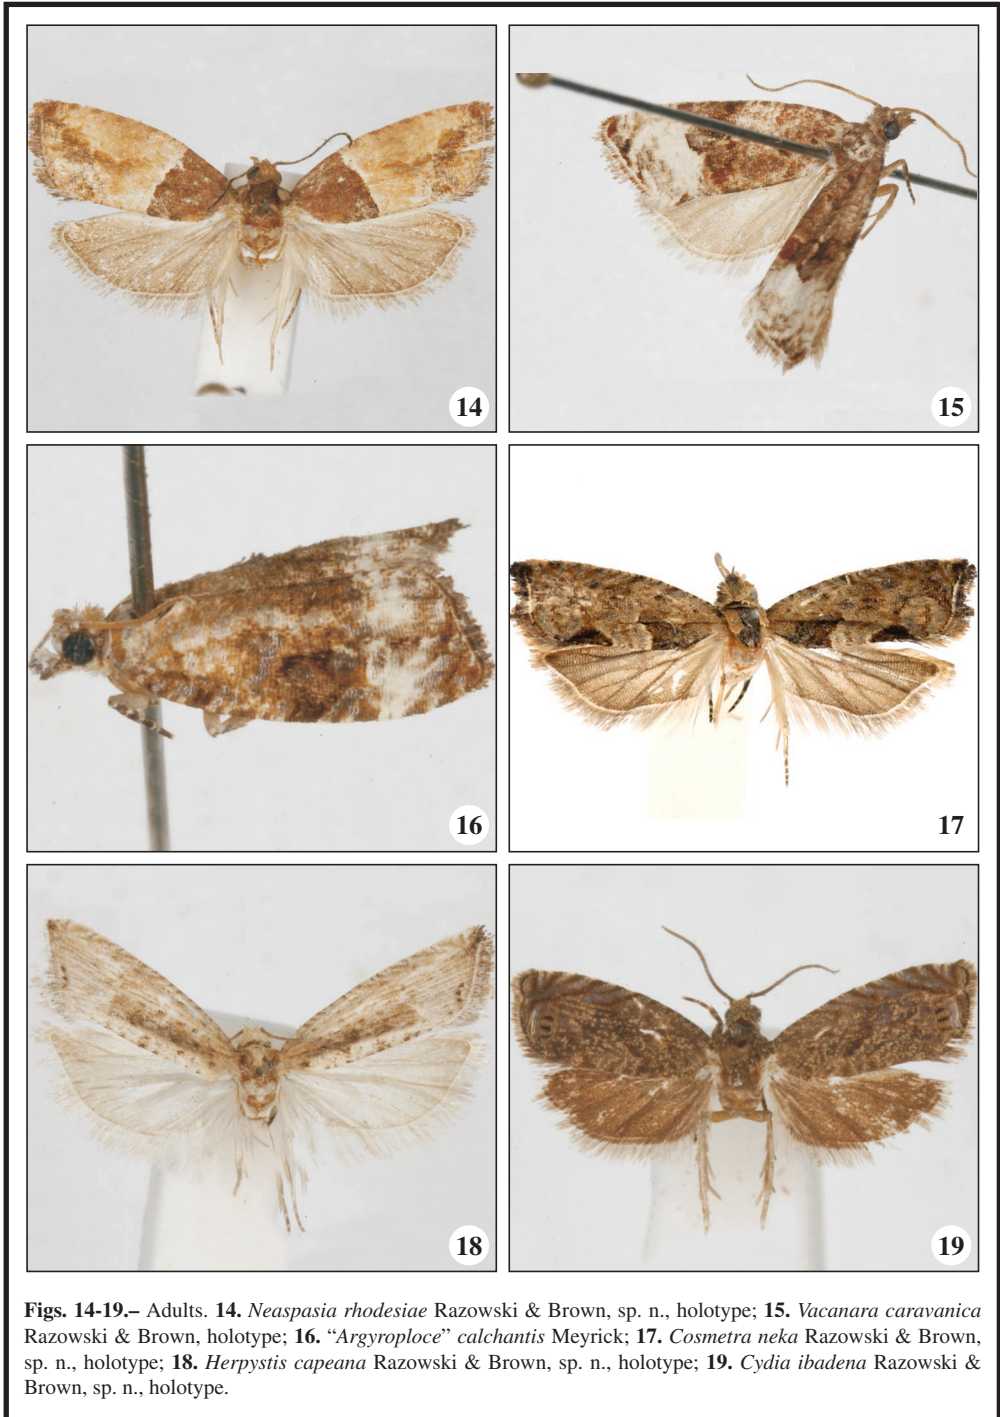 14
15
16
17
18
19
Figs. 14-19.– Adults. 14. Neaspasia rhodesiae Razowski & Brown, sp. n., holotype; 15. Vacanara caravanica
Razowski & Brown, holotype; 16. “Argyroploce” calchantis Meyrick; 17. Cosmetra neka Razowski & Brown,
sp. n., holotype; 18. Herpystis capeana Razowski & Brown, sp. n., holotype; 19. Cydia ibadena Razowski &
Brown, sp. n., holotype.